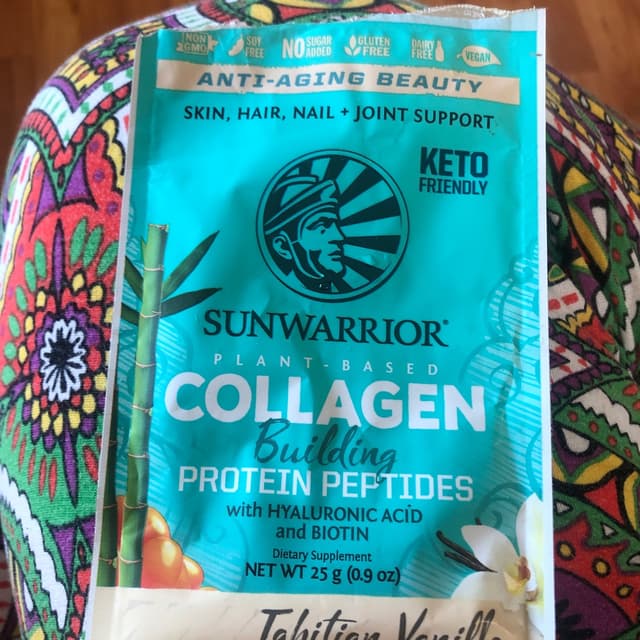 NON GMO
SOY FREE
NO SUGAR ADDED
GLUTEN FREE
DAIRY FREE
VEGAN
ANTI-AGING BEAUTY
SKIN, HAIR, NAIL + JOINT SUPPORT
KETO
FRIENDLY
SUNWARRIOR®
PLANT-BASED
COLLAGEN
Building
PROTEIN PEPTIDES
with HYALURONIC ACID
and BIOTIN
Dietary Supplement
NET WT 25 g (0.9 oz)
Tahitian Vanilla